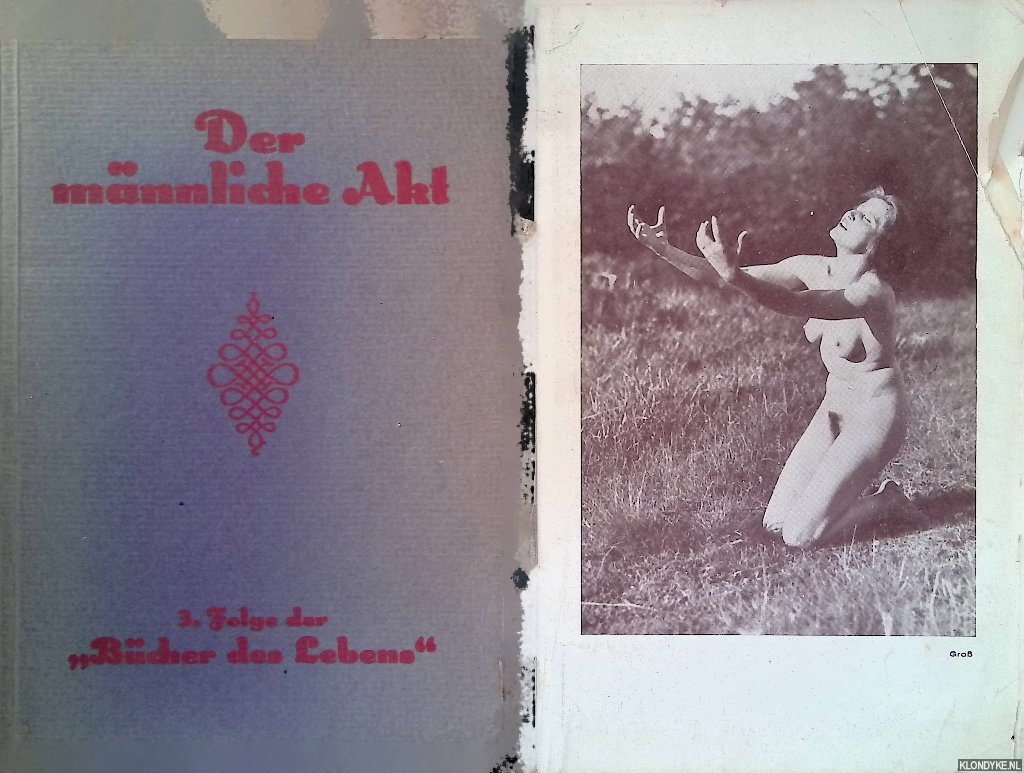 Der
männliche Akt
3. Folge der
„Bücher des Lebens“
Groß
KLONDYKE.NL